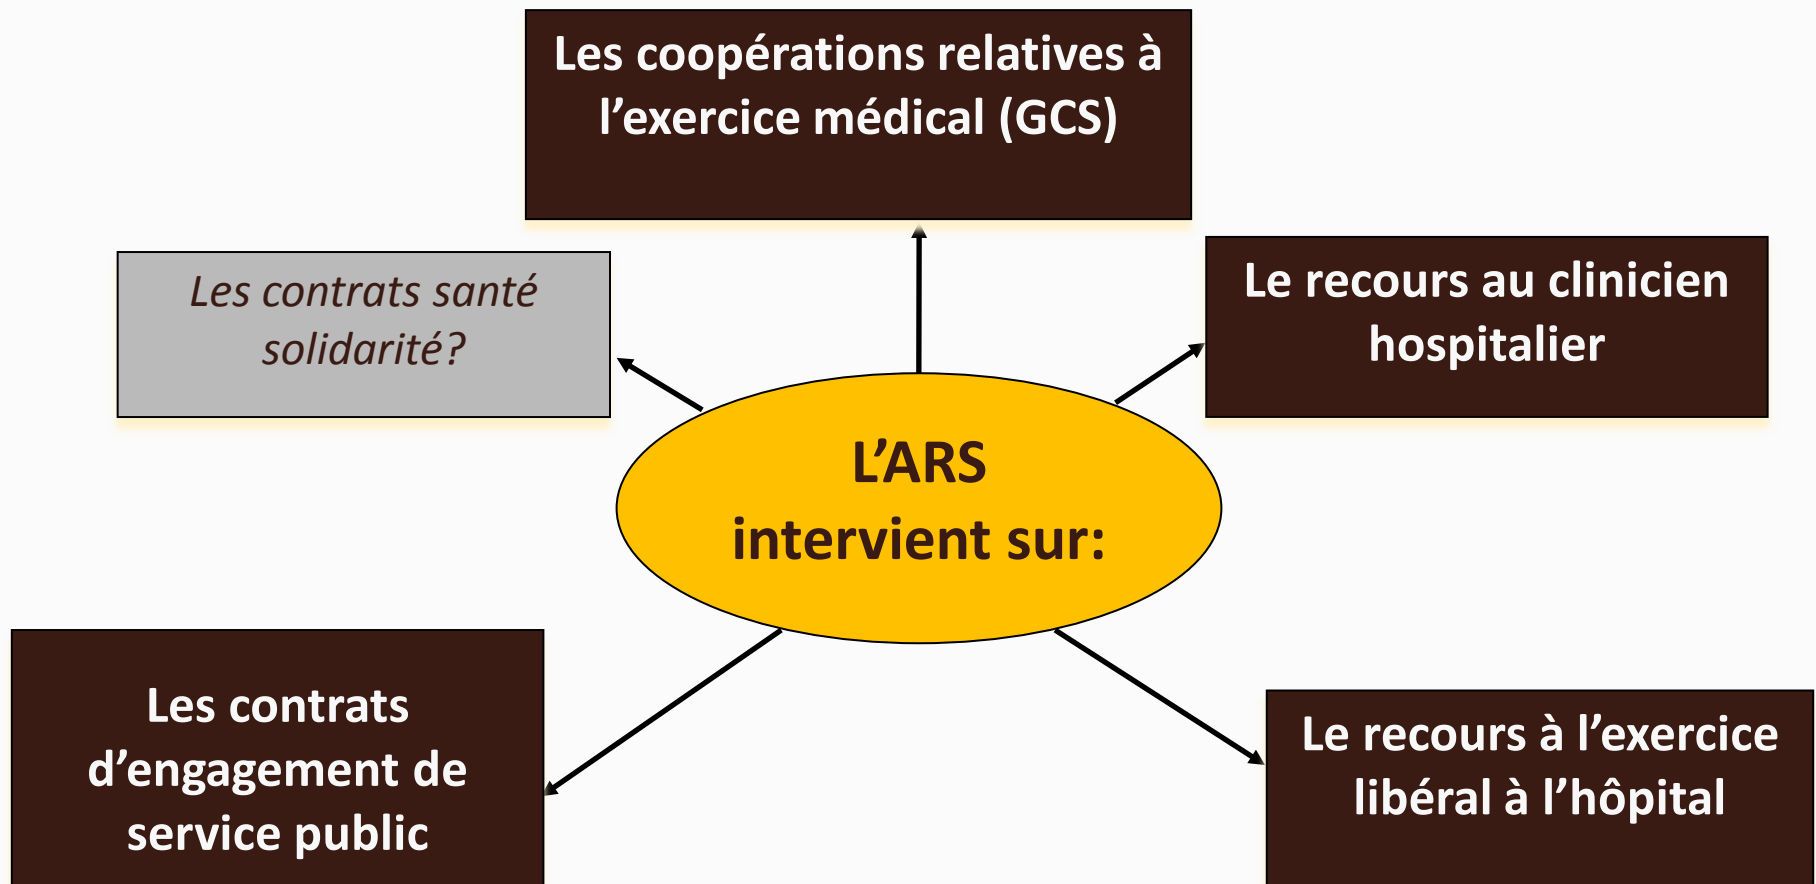 Les coopérations relatives à
l’exercice médical (GCS)
Les contrats santé
solidarité?
Le recours au clinicien
hospitalier
L’ARS
intervient sur:
Les contrats
d’engagement de
service public
Le recours à l’exercice
libéral à l’hôpital